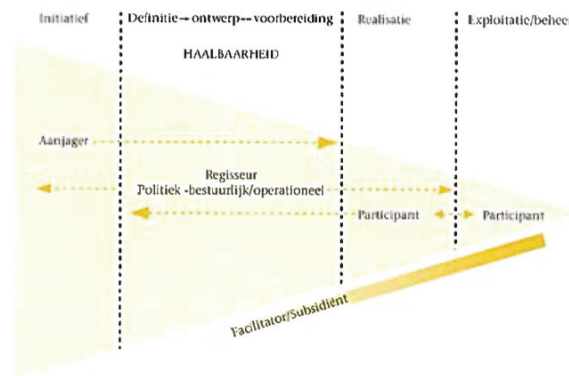 Initiatief
Definitie – ontwerp – voorbereiding
Realisatie
Exploitatie/behee
HAALBAARHEID
Aanjager
Regisseur
Politiek -bestuurlijk/operationeel
Participant
Participant
Facilitator/Subsidiënt